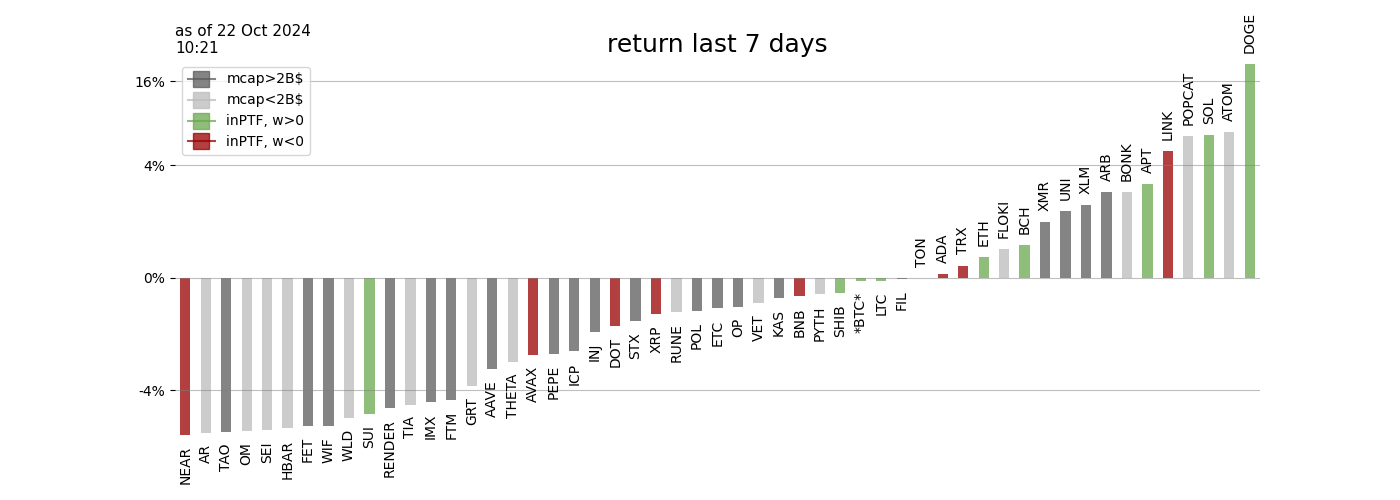 as of 22 Oct 2024
10:21
return last 7 days
mcap>2B$
mcap<2B$
inPTF, w>0
inPTF, w<0
16%
4%
0%
-4%
NEAR
AR
TAO
OM
SEI
HBAR
FET
WIF
WLD
SUI
RENDER
TIA
IMX
FTM
GRT
AAVE
THETA
AVAX
PEPE
ICP
INJ
DOT
STX
XRP
RUNE
POL
ETC
OP
VET
KAS
BNB
PYTH
SHIB
*BTC*
LTC
FIL
TON
ADA
TRX
ETH
FLOKI
BCH
XMR
UNI
XLM
ARB
BONK
APT
LINK
POPCAT
SOL
ATOM
DOGE